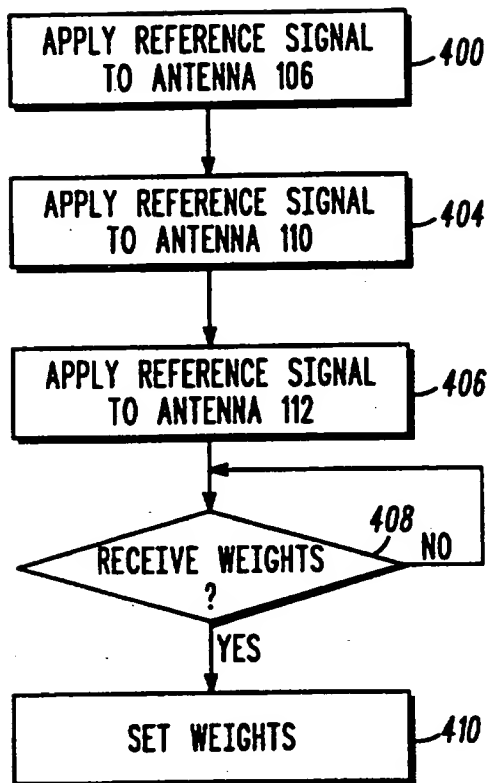 APPLY REFERENCE SIGNAL
TO ANTENNA 106
400
APPLY REFERENCE SIGNAL
TO ANTENNA 110
404
APPLY REFERENCE SIGNAL
TO ANTENNA 112
406
408
RECEIVE WEIGHTS
?
NO
YES
SET WEIGHTS
410